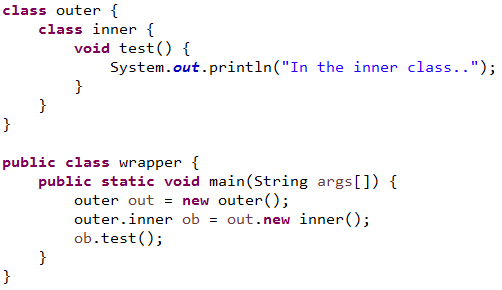 class outer {
    class inner {
        void test() {
            System.out.println("In the inner class..");
        }
    }
}

public class wrapper {
    public static void main(String args[]) {
        outer out = new outer();
        outer.inner ob = out.new inner();
        ob.test();
    }
}